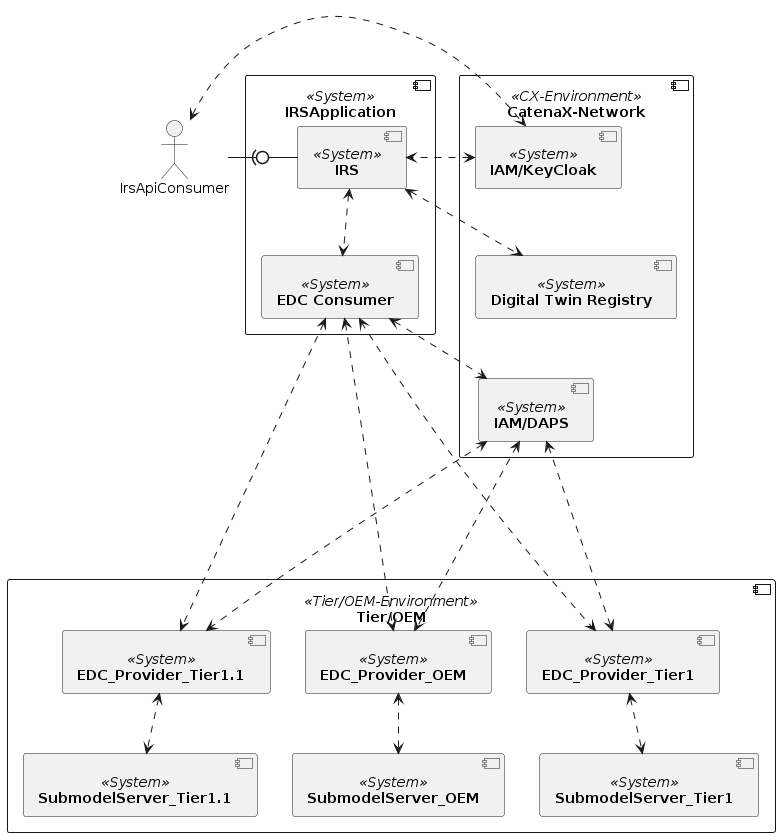 «System»
IRSApplication
«CX-Environment»
CatenaX-Network
«System»
IRS
«System»
IAM/KeyCloak
IrsApiConsumer
«System»
EDC Consumer
«System»
Digital Twin Registry
«System»
IAM/DAPS
«Tier/OEM-Environment»
Tier/OEM
«System»
EDC_Provider_Tier1.1
«System»
EDC_Provider_OEM
«System»
EDC_Provider_Tier1
«System»
SubmodelServer_Tier1.1
«System»
SubmodelServer_OEM
«System»
SubmodelServer_Tier1